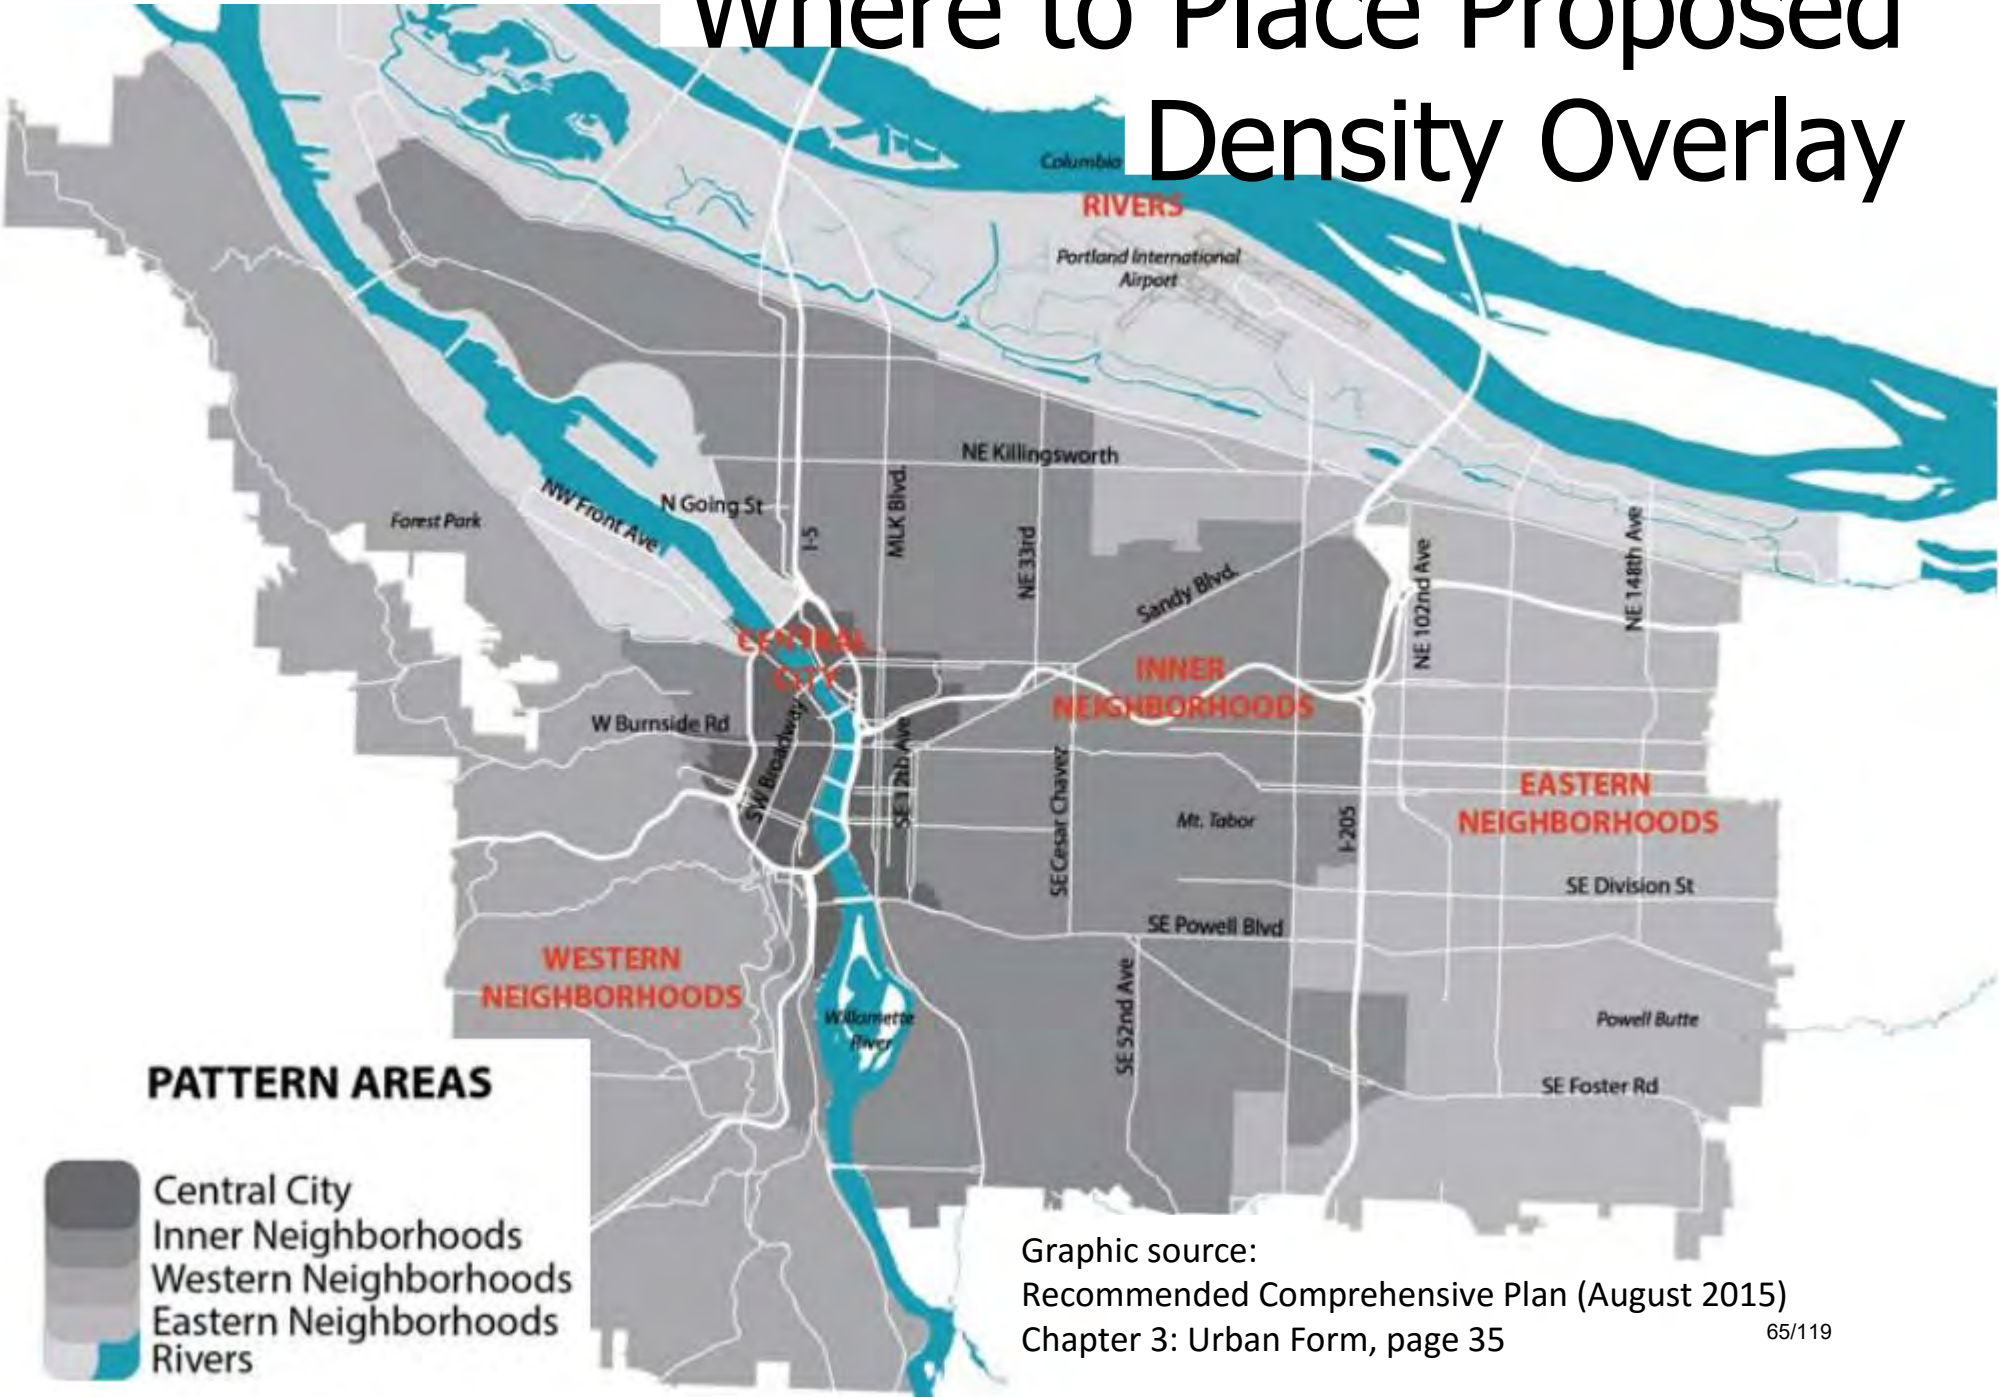 Where to Place Proposed
Density Overlay
Columbia
RIVERS
Portland International
Airport
NE Killingsworth
MLK Blvd.
N Going St
NW Front Ave
Forest Park
I-5
NE 33rd
Sandy Blvd.
NE 102nd Ave
NE 148th Ave
CENTRAL
CITY
INNER
NEIGHBORHOODS
W Burnside Rd
SW Broadway
SE 12th Ave
SE Cesar Chavez
Mt. Tabor
I-205
EASTERN
NEIGHBORHOODS
SE Division St
SE Powell Blvd
WESTERN
NEIGHBORHOODS
Willamette
River
SE 52nd Ave
Powell Butte
SE Foster Rd
PATTERN AREAS
Central City
Inner Neighborhoods
Western Neighborhoods
Eastern Neighborhoods
Rivers
Graphic source:
Recommended Comprehensive Plan (August 2015)
Chapter 3: Urban Form, page 35
65/119